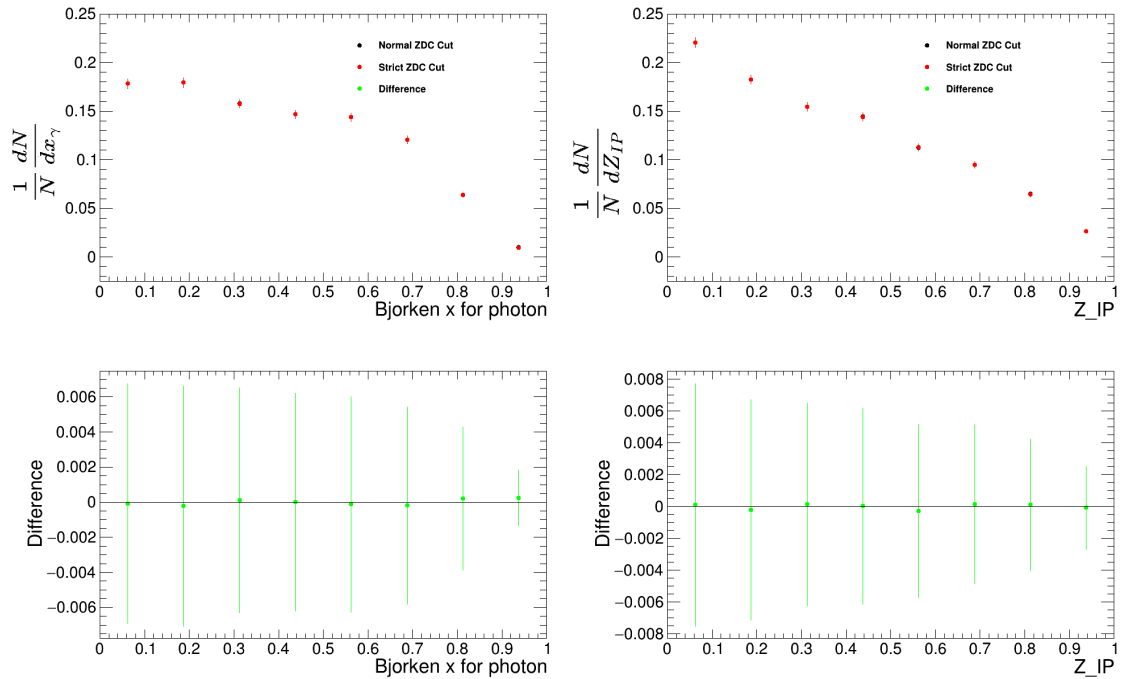 0.25
0.2
0.15
0.1
0.05
0
\frac{1}{N} \frac{dN}{dx_γ}
Normal ZDC Cut
Strict ZDC Cut
Difference
0 0.1 0.2 0.3 0.4 0.5 0.6 0.7 0.8 0.9 1
Bjorken x for photon
0.25
0.2
0.15
0.1
0.05
0
\frac{1}{N} \frac{dN}{dZ_{IP}}
Normal ZDC Cut
Strict ZDC Cut
Difference
0 0.1 0.2 0.3 0.4 0.5 0.6 0.7 0.8 0.9 1
Z_IP
0.006
0.004
0.002
0
−0.002
−0.004
−0.006
Difference
0 0.1 0.2 0.3 0.4 0.5 0.6 0.7 0.8 0.9 1
Bjorken x for photon
0.008
0.006
0.004
0.002
0
−0.002
−0.004
−0.006
−0.008
Difference
0 0.1 0.2 0.3 0.4 0.5 0.6 0.7 0.8 0.9 1
Z_IP